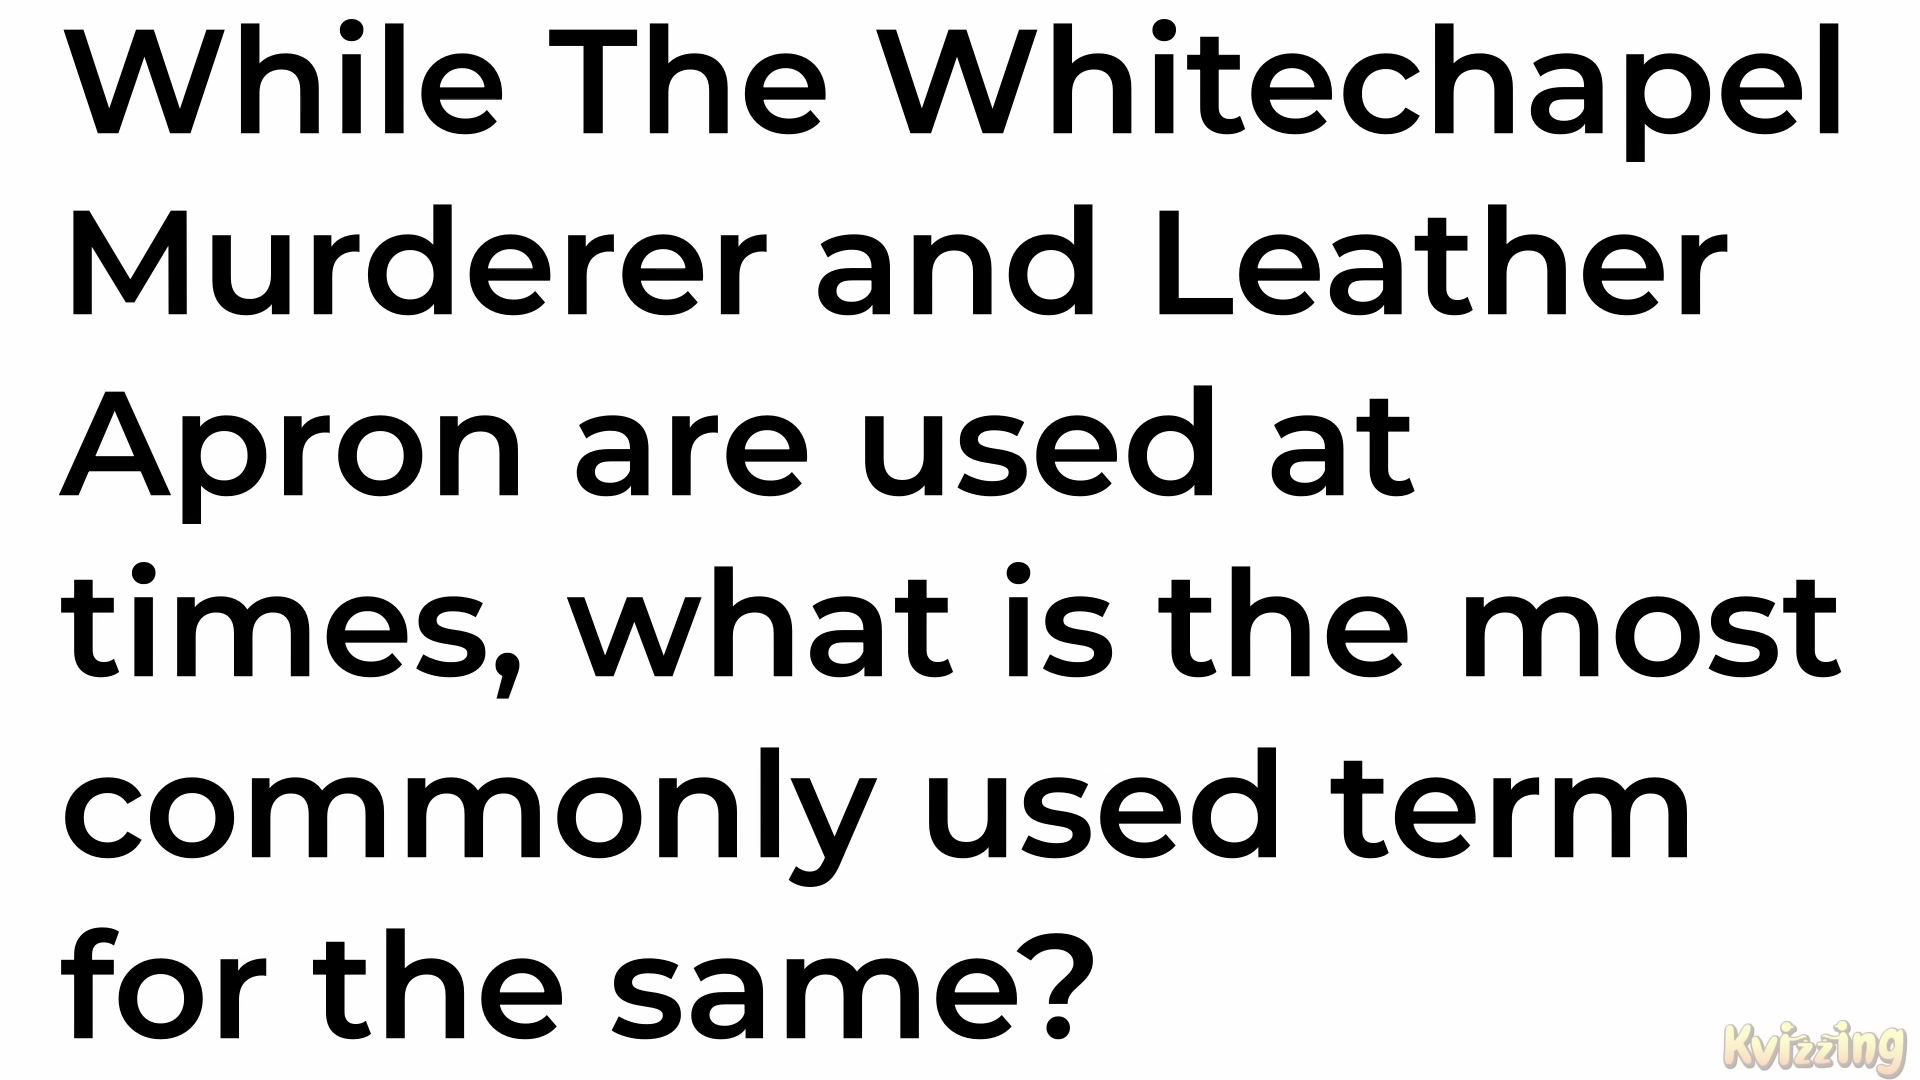 While The Whitechapel
Murderer and Leather
Apron are used at
times, what is the most
commonly used term
for the same?
Kvizzing